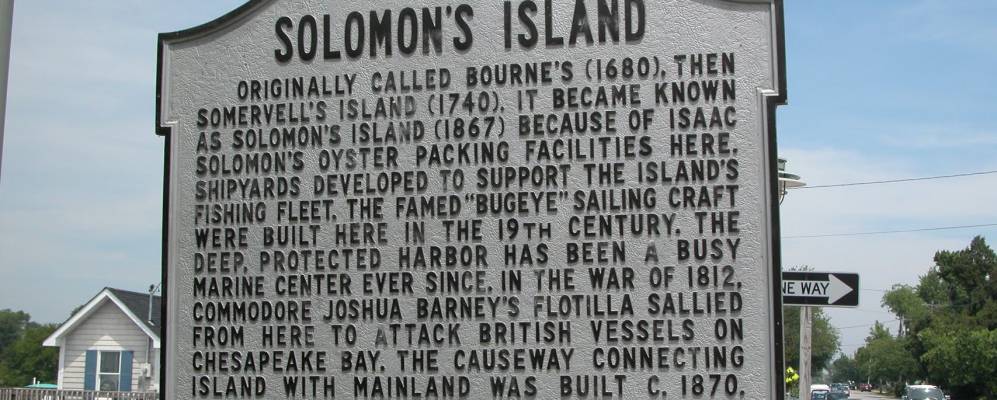 SOLOMON'S ISLAND
ORIGINALLY CALLED BOURNE'S (1680), THEN
SOMERVELL'S ISLAND (1740), IT BECAME KNOWN
AS SOLOMON'S ISLAND (1867) BECAUSE OF ISAAC
SOLOMON'S OYSTER PACKING FACILITIES HERE.
SHIPYARDS DEVELOPED TO SUPPORT THE ISLAND'S
FISHING FLEET. THE FAMED "BUGEYE" SAILING CRAFT
WERE BUILT HERE IN THE 19TH CENTURY. THE
DEEP, PROTECTED HARBOR HAS BEEN A BUSY
MARINE CENTER EVER SINCE. IN THE WAR OF 1812,
COMMODORE JOSHUA BARNEY'S FLOTILLA SALLIED
FROM HERE TO ATTACK BRITISH VESSELS ON
CHESAPEAKE BAY. THE CAUSEWAY CONNECTING
ISLAND WITH MAINLAND WAS BUILT C. 1870.
NE WAY